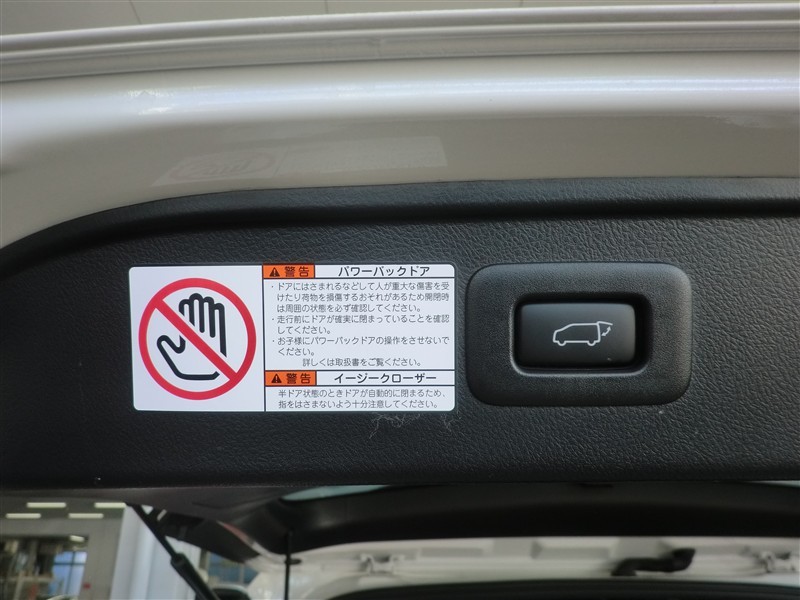 警告 パワーバックドア
・ドアにはさまれるなどして人が重大な傷害を受
けたり荷物を損傷するおそれがあるため開閉時
は周囲の状態を必ず確認してください。
・走行前にドアが確実に閉まっていることを確認
してください。
・お子様にパワーバックドアの操作をさせないで
ください。
詳しくは取扱書をご覧ください。
警告 イージークローザー
半ドア状態のときドアが自動的に閉まるため、
指をはさまないよう十分注意してください。